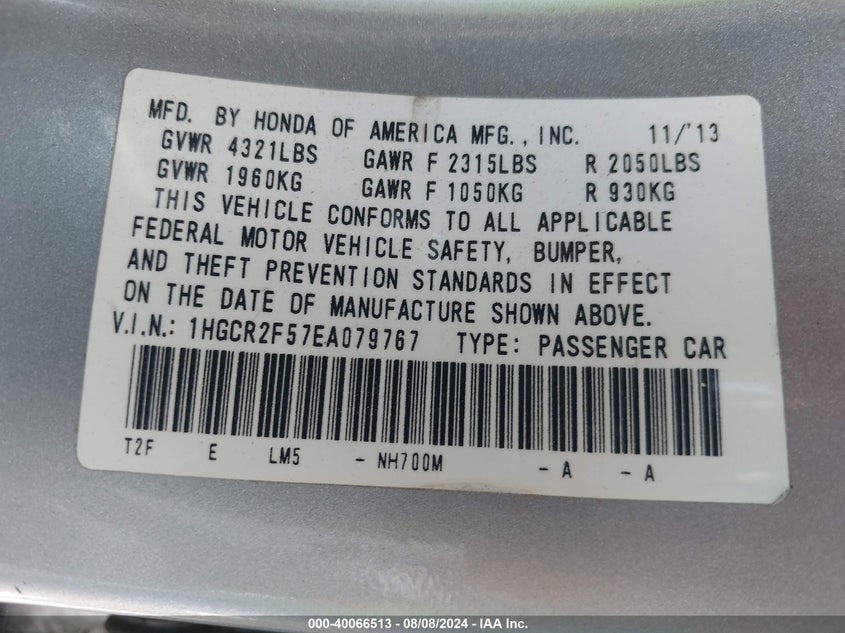 MFD. BY HONDA OF AMERICA MFG., INC. 11/'13
GVWR 4321LBS GAWR F 2315LBS R 2050LBS
GVWR 1960KG GAWR F 1050KG R 930KG
THIS VEHICLE CONFORMS TO ALL APPLICABLE
FEDERAL MOTOR VEHICLE SAFETY, BUMPER,
AND THEFT PREVENTION STANDARDS IN EFFECT
ON THE DATE OF MANUFACTURE SHOWN ABOVE.
V.I.N.: 1HGCR2F57EA079767 TYPE: PASSENGER CAR
T2F E LM5 - NH700M - A - A
000-40066513 - 08/08/2024 - IAA Inc.